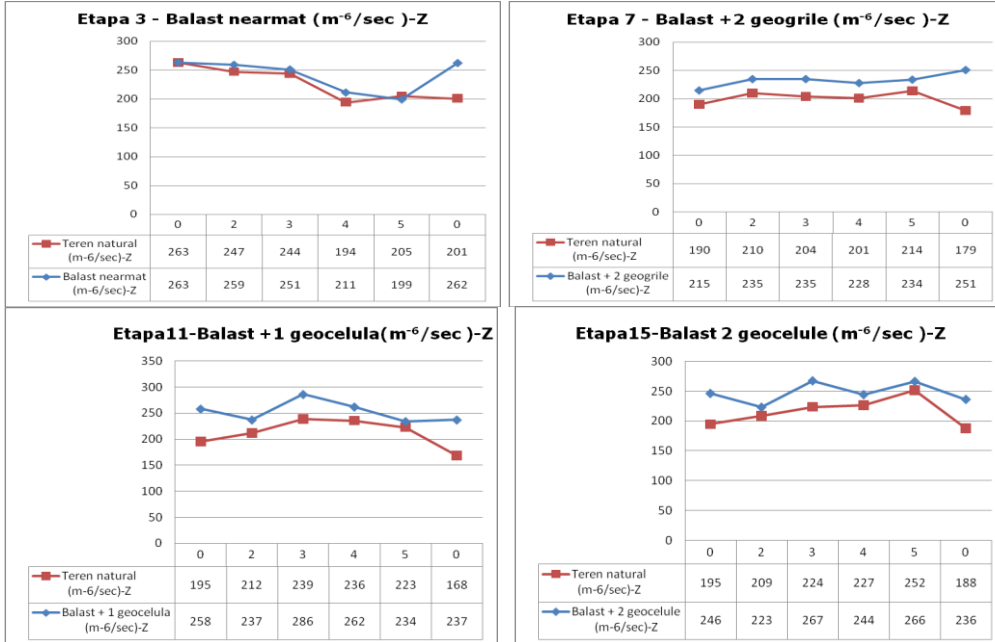 Etapa 3 - Balast nearmat (m⁻⁶/sec )-Z
300
250
200
150
100
50
0
0 2 3 4 5 0
Teren natural
(m-6/sec)-Z
263 247 244 194 205 201
Balast nearmat
(m-6/sec)-Z
263 259 251 211 199 262
Etapa 7 - Balast +2 geogrile (m⁻⁶/sec )-Z
300
250
200
150
100
50
0
0 2 3 4 5 0
Teren natural
(m-6/sec)-Z
190 210 204 201 214 179
Balast + 2 geogrile
(m-6/sec)-Z
215 235 235 228 234 251
Etapa11-Balast +1 geocelula(m⁻⁶/sec )-Z
350
300
250
200
150
100
50
0
0 2 3 4 5 0
Teren natural
(m-6/sec)-Z
195 212 239 236 223 168
Balast + 1 geocelula
(m-6/sec)-Z
258 237 286 262 234 237
Etapa15-Balast 2 geocelule (m⁻⁶/sec )-Z
300
250
200
150
100
50
0
0 2 3 4 5 0
Teren natural
(m-6/sec)-Z
195 209 224 227 252 188
Balast + 2 geocelule
(m-6/sec)-Z
246 223 267 244 266 236